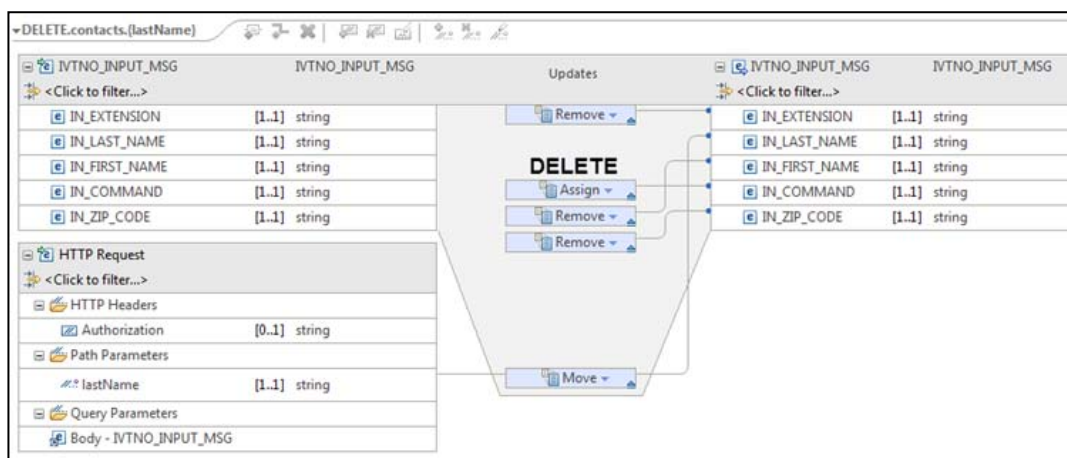 DELETE.contacts.{lastName}
IVTNO_INPUT_MSG IVTNO_INPUT_MSG
<Click to filter...>
IN_EXTENSION [1..1] string
IN_LAST_NAME [1..1] string
IN_FIRST_NAME [1..1] string
IN_COMMAND [1..1] string
IN_ZIP_CODE [1..1] string
HTTP Request
<Click to filter...>
HTTP Headers
Authorization [0..1] string
Path Parameters
lastName [1..1] string
Query Parameters
Body - IVTNO_INPUT_MSG
Updates
Remove
DELETE
Assign
Remove
Remove
Move
IVTNO_INPUT_MSG IVTNO_INPUT_MSG
<Click to filter...>
IN_EXTENSION [1..1] string
IN_LAST_NAME [1..1] string
IN_FIRST_NAME [1..1] string
IN_COMMAND [1..1] string
IN_ZIP_CODE [1..1] string